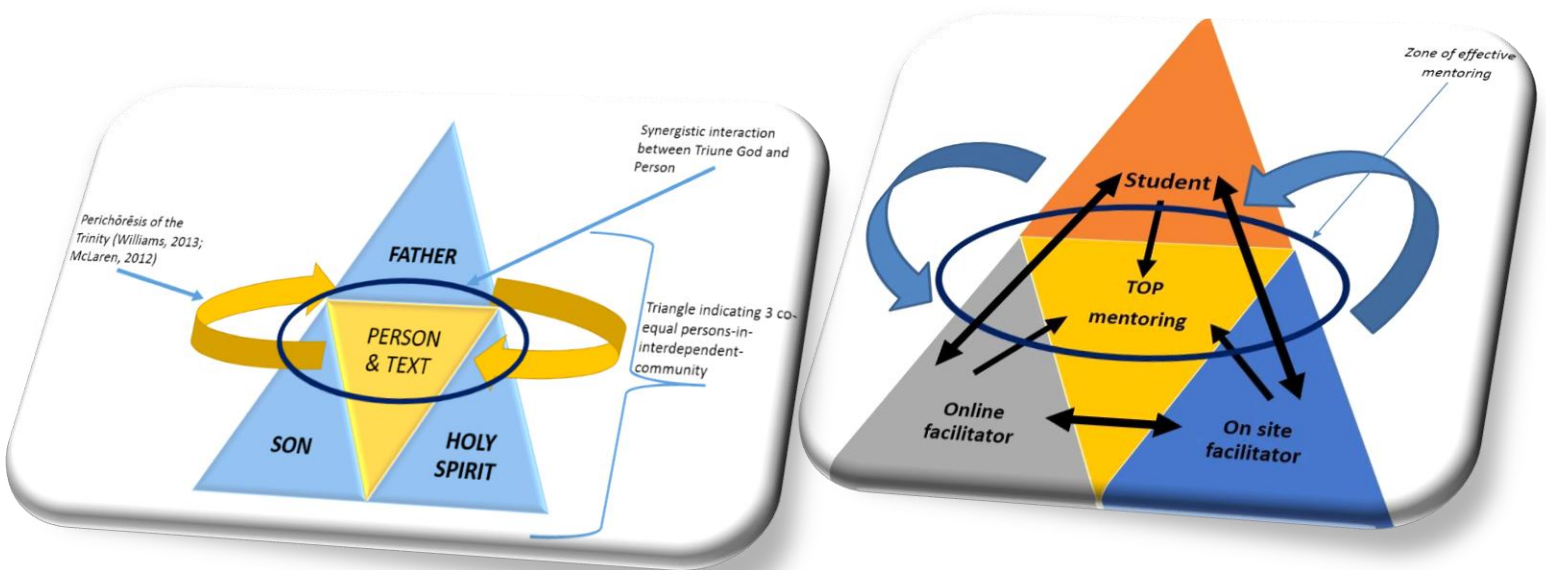 Perichōrēsis of the
Trinity (Williams, 2013;
McLaren, 2012)
Synergistic interaction
between Triune God and
Person
FATHER
PERSON
& TEXT
SON
HOLY
SPIRIT
Triangle indicating 3 co-
equal persons-in-
interdependent-
community
Zone of effective
mentoring
Student
TOP
mentoring
Online
facilitator
On site
facilitator